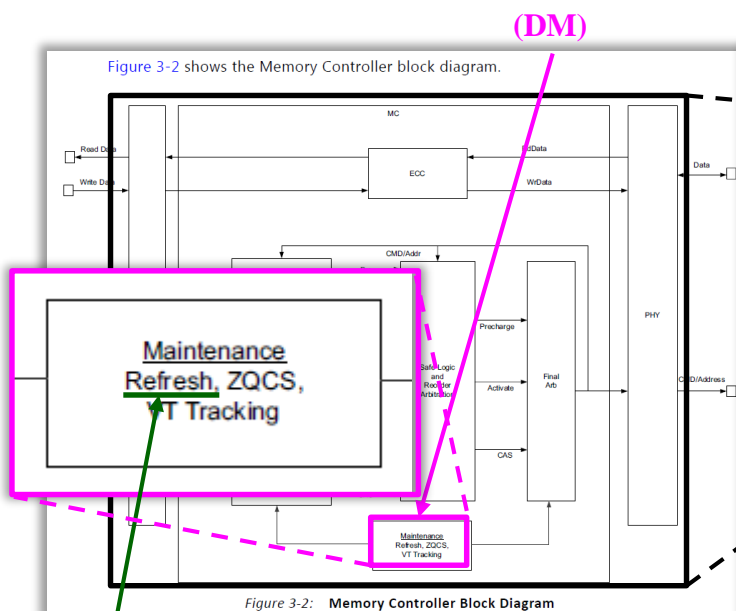 (DM)
Figure 3-2 shows the Memory Controller block diagram.
MC
Read Data
Write Data
ECC
WrData
Data
CMD/Addr
Maintenance
Refresh, ZQCS,
VT Tracking
Precharge
Safe Logic
and
Reorder
Arbitration
Activate
CAS
Final
Arb
PHY
CMD/Address
Maintenance
Refresh, ZQCS,
VT Tracking
Figure 3-2: Memory Controller Block Diagram